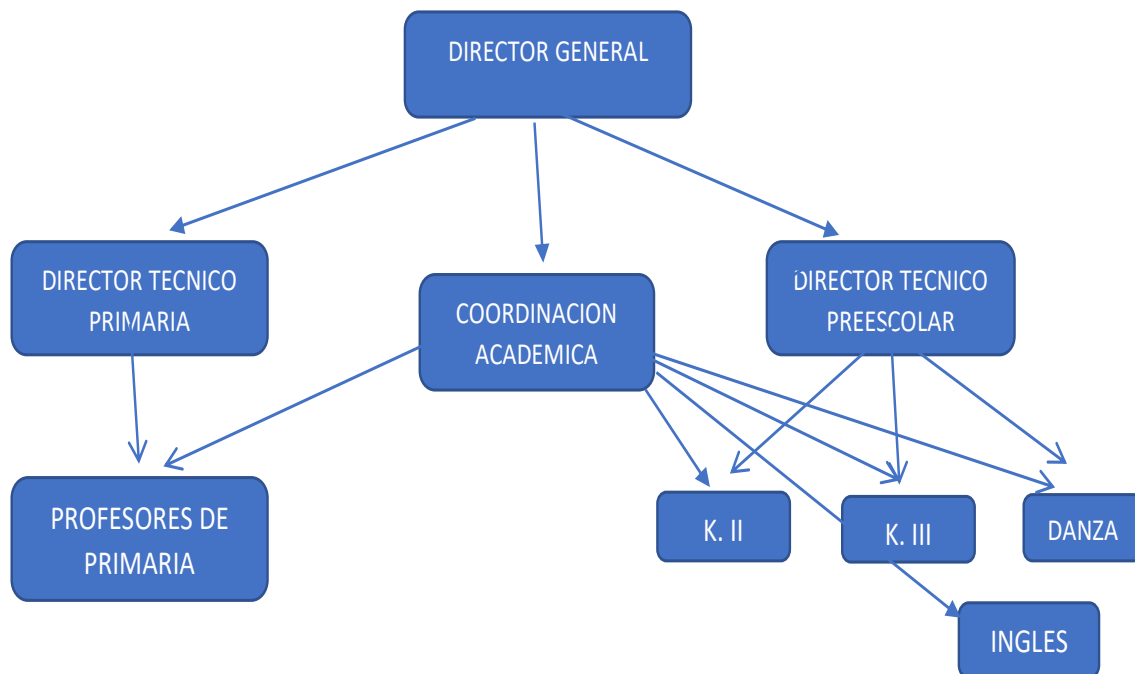 DIRECTOR GENERAL
DIRECTOR TECNICO
PRIMARIA
COORDINACION
ACADEMICA
DIRECTOR TECNICO
PREESCOLAR
PROFESORES DE
PRIMARIA
K. II
K. III
DANZA
INGLES